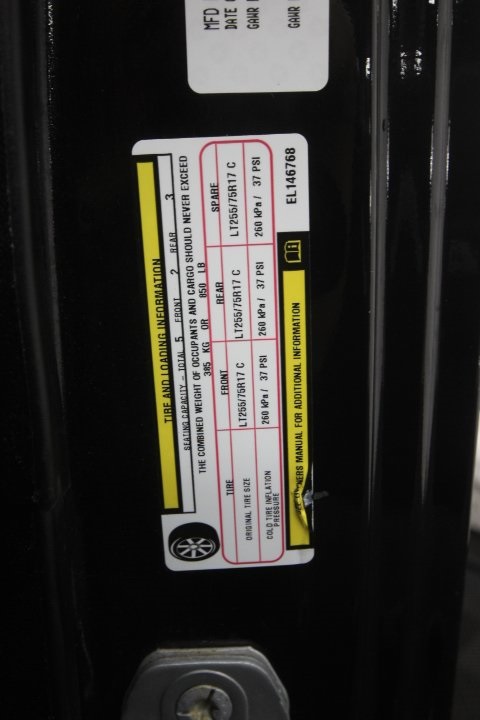 MFD
DATE
GAWR
GAWR
TIRE AND LOADING INFORMATION
SEATING CAPACITY - TOTAL 5 FRONT 2 REAR 3
THE COMBINED WEIGHT OF OCCUPANTS AND CARGO SHOULD NEVER EXCEED
385 KG OR 850 LB
TIRE FRONT REAR SPARE
ORIGINAL TIRE SIZE LT255/75R17 C LT255/75R17 C LT255/75R17 C
COLD TIRE INFLATION PRESSURE 260 kPa / 37 PSI 260 kPa / 37 PSI 260 kPa / 37 PSI
OWNERS MANUAL FOR ADDITIONAL INFORMATION
EL146768